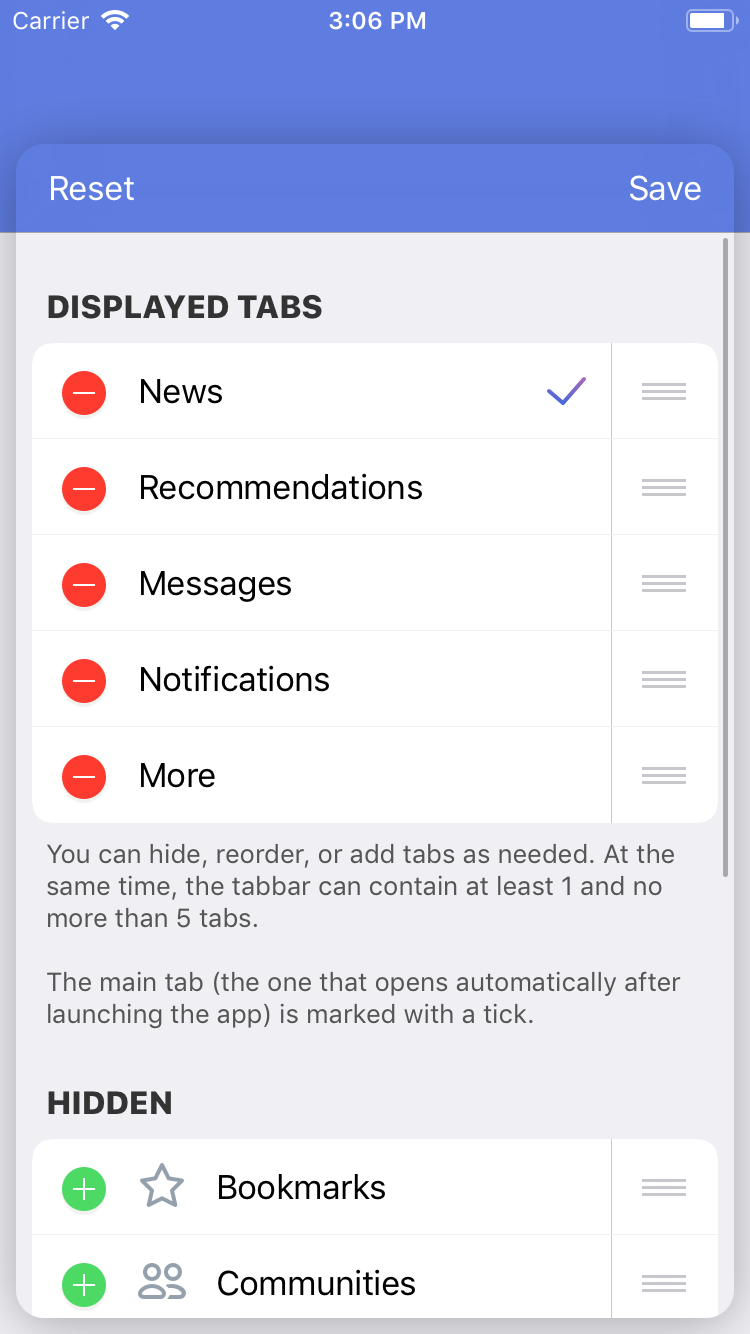 Carrier 3:06 PM
Reset Save
DISPLAYED TABS
News
Recommendations
Messages
Notifications
More
You can hide, reorder, or add tabs as needed. At the
same time, the tabbar can contain at least 1 and no
more than 5 tabs.
The main tab (the one that opens automatically after
launching the app) is marked with a tick.
HIDDEN
Bookmarks
Communities